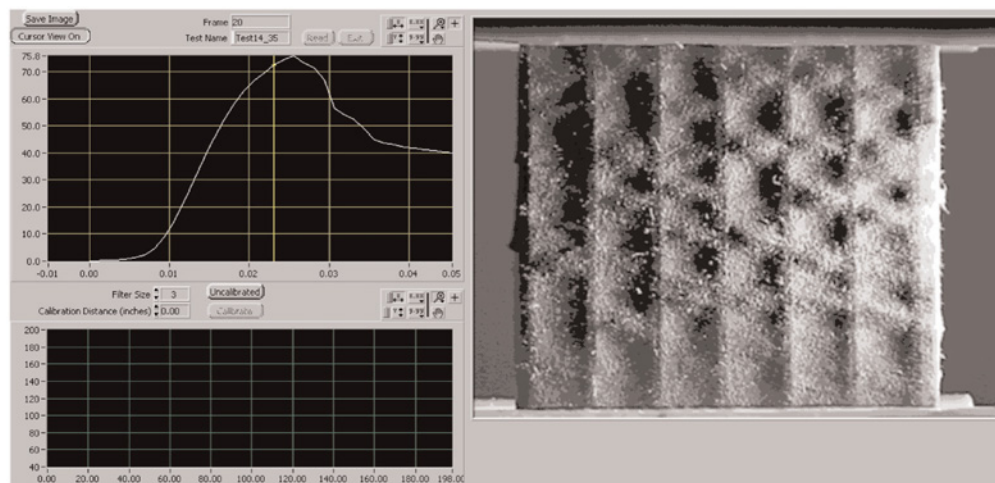 Save Image
Cursor View On
Frame 20
Test Name Test14_35 Need Exit
75.8
70.0
60.0
50.0
40.0
30.0
20.0
10.0
0.0
-0.01 0.00 0.01 0.02 0.03 0.04 0.05
Filter Size 3 Uncalibrated
Calibration Distance (inches) 0.00 Calibrate
200
180
160
140
120
100
80
60
40
0.00 20.00 40.00 60.00 80.00 100.00 120.00 140.00 160.00 198.00